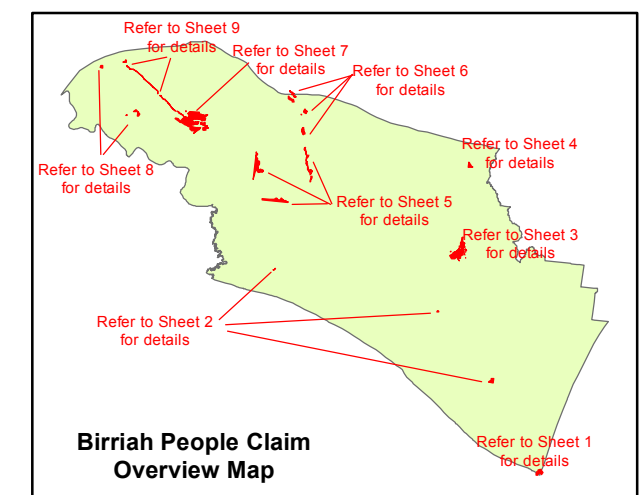 Refer to Sheet 9
for details
Refer to Sheet 7
for details
Refer to Sheet 6
for details
Refer to Sheet 4
for details
Refer to Sheet 8
for details
Refer to Sheet 5
for details
Refer to Sheet 3
for details
Refer to Sheet 2
for details
Birriah People Claim
Overview Map
Refer to Sheet 1
for details